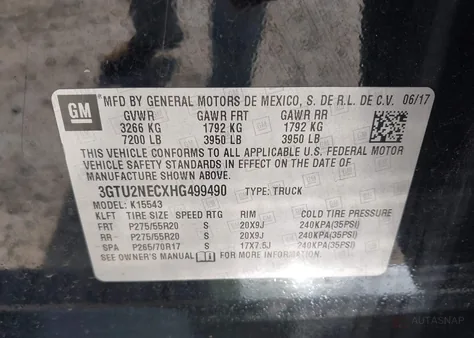 GM
MFD BY GENERAL MOTORS DE MEXICO, S. DE R.L. DE C.V. 06/17
GVWR GAWR FRT GAWR RR
3266 KG 1792 KG 1792 KG
7200 LB 3950 LB 3950 LB
THIS VEHICLE CONFORMS TO ALL APPLICABLE U.S. FEDERAL MOTOR
VEHICLE SAFETY STANDARDS IN EFFECT ON THE DATE OF
MANUFACTURE SHOWN ABOVE.
3GTU2NECXHG499490 TYPE: TRUCK
MODEL: K15543
KLFT TIRE SIZE SPEED RTG RIM COLD TIRE PRESSURE
FRT P275/55R20 S 20X9J 240KPA(35PSI)
RR P275/55R20 S 20X9J 240KPA(35PSI)
SPA P265/70R17 S 17X7.5J 240KPA(35PSI)
SEE OWNER'S MANUAL FOR MORE INFORMATION
AUTASNAP